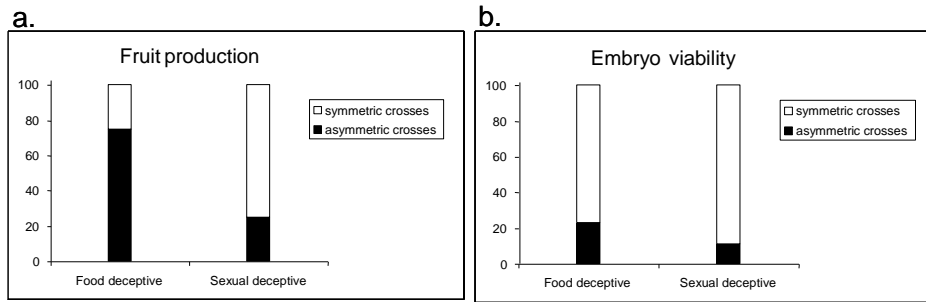 a.
Fruit production
100
80
60
40
20
0
symmetric crosses
asymmetric crosses
Food deceptive
Sexual deceptive
b.
Embryo viability
100
80
60
40
20
0
symmetric crosses
asymmetric crosses
Food deceptive
Sexual deceptive